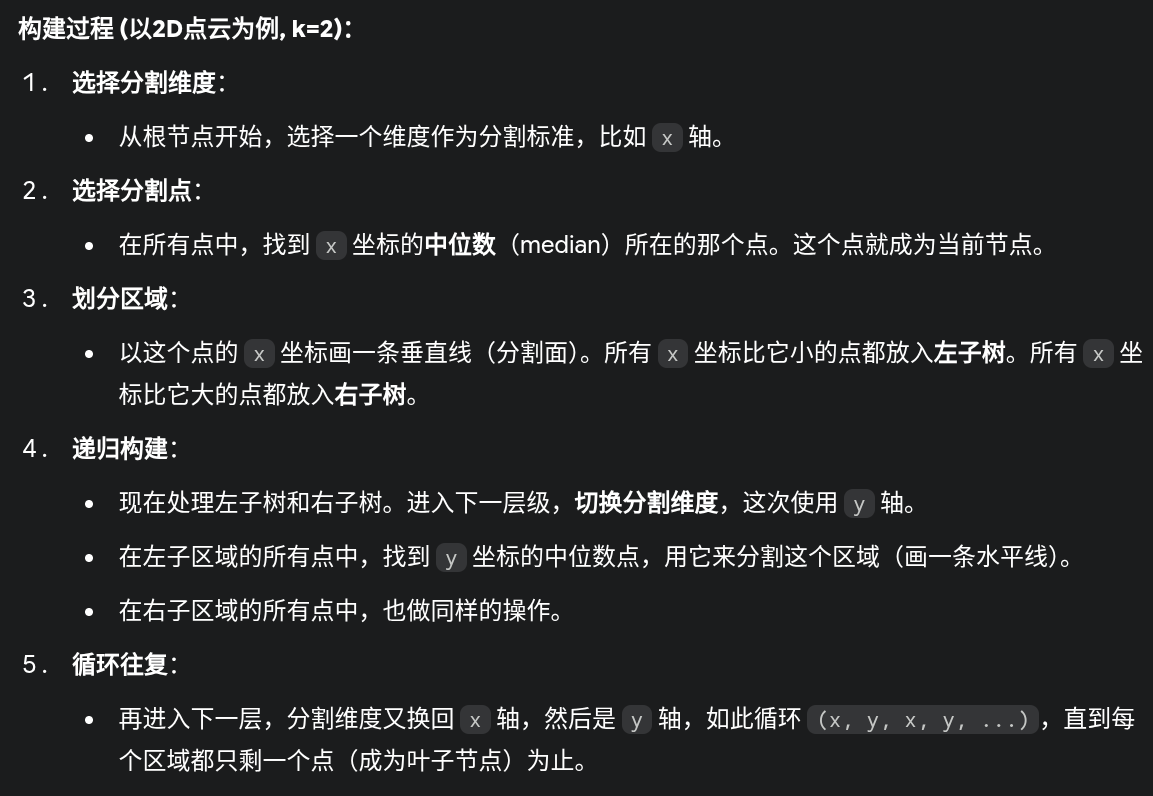 构建过程 (以2D点云为例, k=2)：
1. 选择分割维度：
• 从根节点开始，选择一个维度作为分割标准，比如 x 轴。
2. 选择分割点：
• 在所有点中，找到 x 坐标的中位数（median）所在的那个点。这个点就成为当前节点。
3. 划分区域：
• 以这个点的 x 坐标画一条垂直线（分割面）。所有 x 坐标比它小的点都放入左子树。所有 x 坐
标比它大的点都放入右子树。
4. 递归构建：
• 现在处理左子树和右子树。进入下一层级，切换分割维度，这次使用 y 轴。
• 在左子区域的所有点中，找到 y 坐标的中位数点，用它来分割这个区域（画一条水平线）。
• 在右子区域的所有点中，也做同样的操作。
5. 循环往复：
• 再进入下一层，分割维度又换回 x 轴，然后是 y 轴，如此循环 (x, y, x, y, ...)，直到每
个区域都只剩一个点（成为叶子节点）为止。